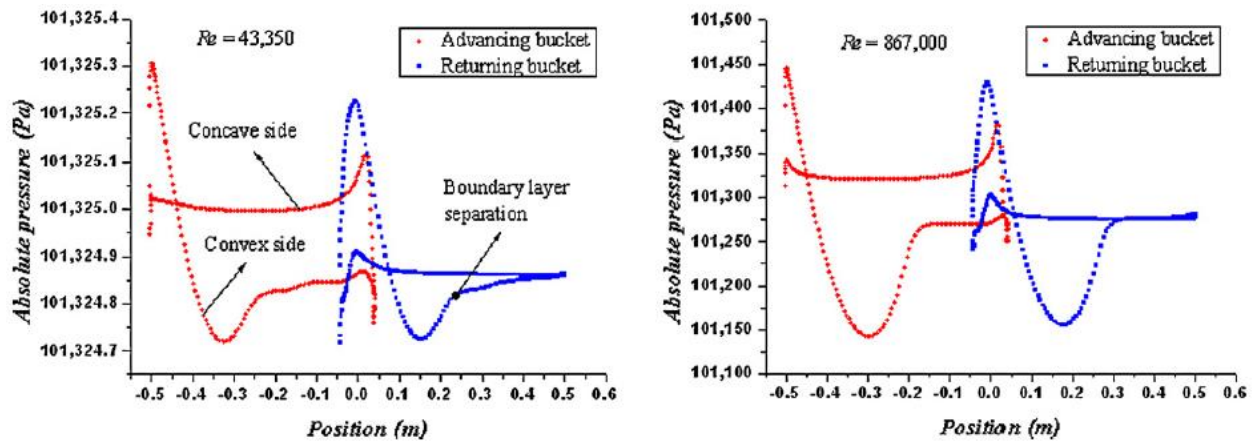 101,325.4
101,325.3
101,325.2
101,325.1
101,325.0
101,324.9
101,324.8
101,324.7
Absolute pressure (Pa)
Re = 43,350
Advancing bucket
Returning bucket
Concave side
Convex side
Boundary layer
separation
-0.5 -0.4 -0.3 -0.2 -0.1 0.0 0.1 0.2 0.3 0.4 0.5 0.6
Position (m)
101,500
101,450
101,400
101,350
101,300
101,250
101,200
101,150
101,100
Absolute pressure (Pa)
Re = 867,000
Advancing bucket
Returning bucket
-0.5 -0.4 -0.3 -0.2 -0.1 0.0 0.1 0.2 0.3 0.4 0.5 0.6
Position (m)